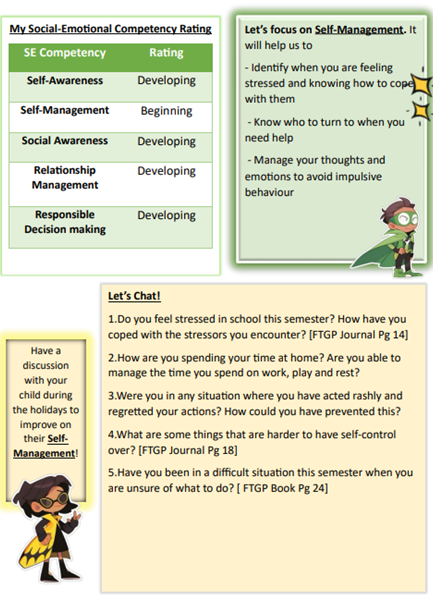 My Social-Emotional Competency Rating
SE Competency Rating
Self-Awareness Developing
Self-Management Beginning
Social Awareness Developing
Relationship
Management Developing
Responsible
Decision making Developing
Let's focus on Self-Management. It
will help us to
- Identify when you are feeling
stressed and knowing how to cope
with them
- Know who to turn to when you
need help
- Manage your thoughts and
emotions to avoid impulsive
behaviour
Have a
discussion
with your
child during
the holidays to
improve on
their Self-
Management!
Let's Chat!
1.Do you feel stressed in school this semester? How have you
coped with the stressors you encounter? [FTGP Journal Pg 14]
2.How are you spending your time at home? Are you able to
manage the time you spend on work, play and rest?
3.Were you in any situation where you have acted rashly and
regretted your actions? How could you have prevented this?
4.What are some things that are harder to have self-control
over? [FTGP Journal Pg 18]
5.Have you been in a difficult situation this semester when you
are unsure of what to do? [ FTGP Book Pg 24]